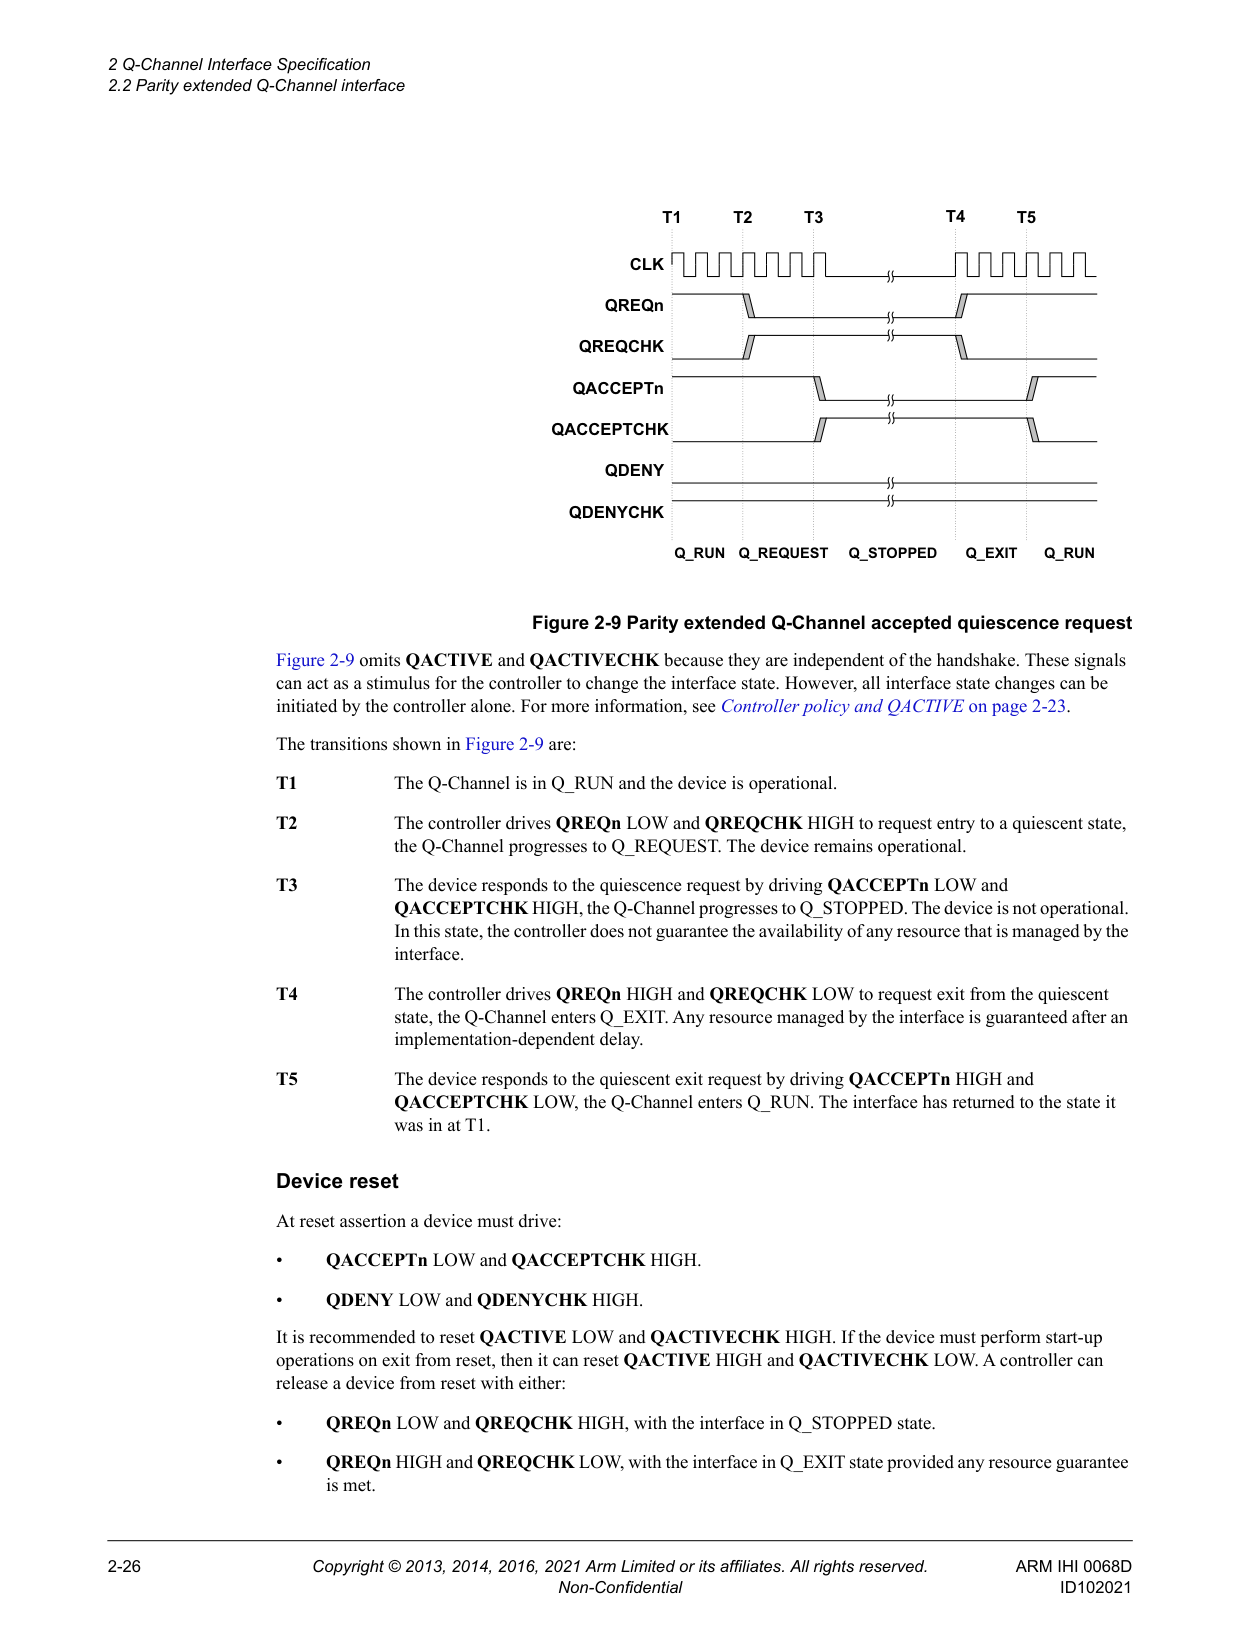 2 Q-Channel Interface Specification
2.2 Parity extended Q-Channel interface
T1 T2 T3 T4 T5
CLK
QREQn
QREQCHK
QACCEPTn
QACCEPTCHK
QDENY
QDENYCHK
Q_RUN Q_REQUEST Q_STOPPED Q_EXIT Q_RUN
Figure 2-9 Parity extended Q-Channel accepted quiescence request
Figure 2-9 omits QACTIVE and QACTIVECHK because they are independent of the handshake. These signals
can act as a stimulus for the controller to change the interface state. However, all interface state changes can be
initiated by the controller alone. For more information, see Controller policy and QACTIVE on page 2-23.
The transitions shown in Figure 2-9 are:
T1 The Q-Channel is in Q_RUN and the device is operational.
T2 The controller drives QREQn LOW and QREQCHK HIGH to request entry to a quiescent state,
the Q-Channel progresses to Q_REQUEST. The device remains operational.
T3 The device responds to the quiescence request by driving QACCEPTn LOW and
QACCEPTCHK HIGH, the Q-Channel progresses to Q_STOPPED. The device is not operational.
In this state, the controller does not guarantee the availability of any resource that is managed by the
interface.
T4 The controller drives QREQn HIGH and QREQCHK LOW to request exit from the quiescent
state, the Q-Channel enters Q_EXIT. Any resource managed by the interface is guaranteed after an
implementation-dependent delay.
T5 The device responds to the quiescent exit request by driving QACCEPTn HIGH and
QACCEPTCHK LOW, the Q-Channel enters Q_RUN. The interface has returned to the state it
was in at T1.
Device reset
At reset assertion a device must drive:
• QACCEPTn LOW and QACCEPTCHK HIGH.
• QDENY LOW and QDENYCHK HIGH.
It is recommended to reset QACTIVE LOW and QACTIVECHK HIGH. If the device must perform start-up
operations on exit from reset, then it can reset QACTIVE HIGH and QACTIVECHK LOW. A controller can
release a device from reset with either:
• QREQn LOW and QREQCHK HIGH, with the interface in Q_STOPPED state.
• QREQn HIGH and QREQCHK LOW, with the interface in Q_EXIT state provided any resource guarantee
is met.
2-26 Copyright © 2013, 2014, 2016, 2021 Arm Limited or its affiliates. All rights reserved. ARM IHI 0068D
Non-Confidential ID102021